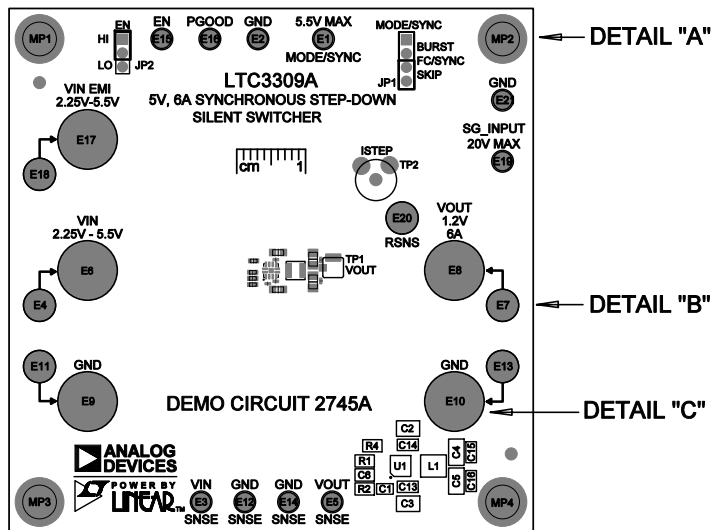 EN
HI
LO JP2
EN
E15
PGOOD
E16
GND
E2
5.5V MAX
E1
MODE/SYNC
MODE/SYNC
BURST
FC/SYNC
SKIP
JP1
MP1
MP2
DETAIL "A"
LTC3309A
5V, 6A SYNCHRONOUS STEP-DOWN
SILENT SWITCHER
VIN EMI
2.25V-5.5V
E17
E18
GND
E21
SG_INPUT
20V MAX
E19
cm 1
ISTEP
TP2
E20
RSNS
VIN
2.25V - 5.5V
E6
E4
TP1
VOUT
VOUT
1.2V
6A
E8
E7
DETAIL "B"
E11
GND
E9
GND
E10
E13
DETAIL "C"
DEMO CIRCUIT 2745A
ANALOG
DEVICES
POWER BY
LINEAR™
C2
R4
C14
R1
C6
R2
C1
U1
C13
C3
L1
C4
C15
C5
C16
MP3
VIN
E3
SNSE
GND
E12
SNSE
GND
E14
SNSE
VOUT
E5
SNSE
MP4